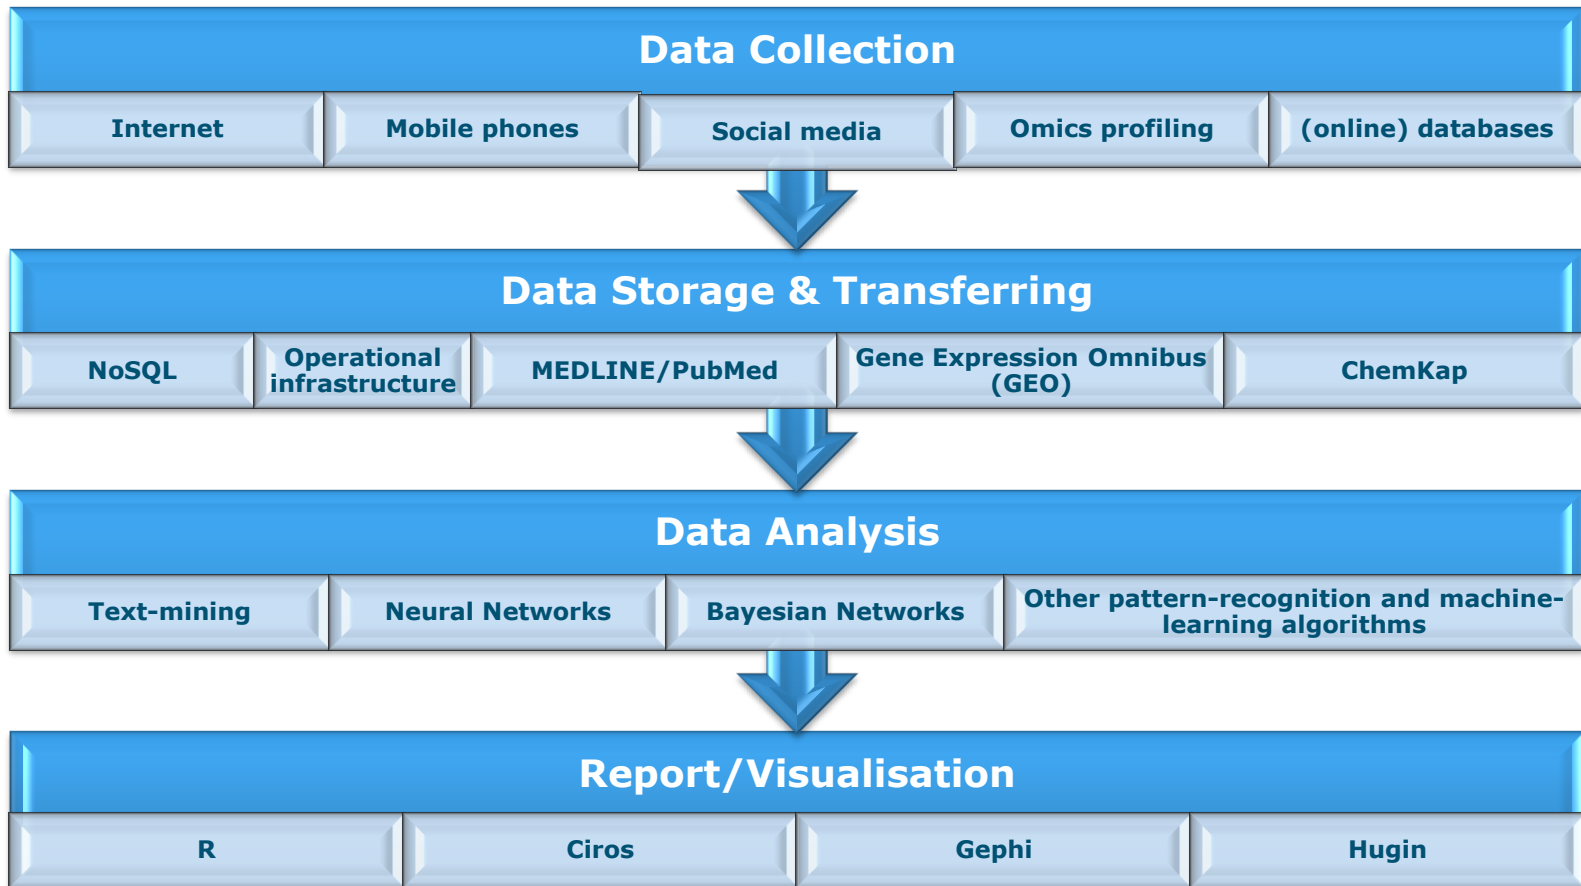 Data Collection
Internet
Mobile phones
Social media
Omics profiling
(online) databases
Data Storage & Transferring
NoSQL
Operational
infrastructure
MEDLINE/PubMed
Gene Expression Omnibus
(GEO)
ChemKap
Data Analysis
Text-mining
Neural Networks
Bayesian Networks
Other pattern-recognition and machine-
learning algorithms
Report/Visualisation
R
Ciros
Gephi
Hugin